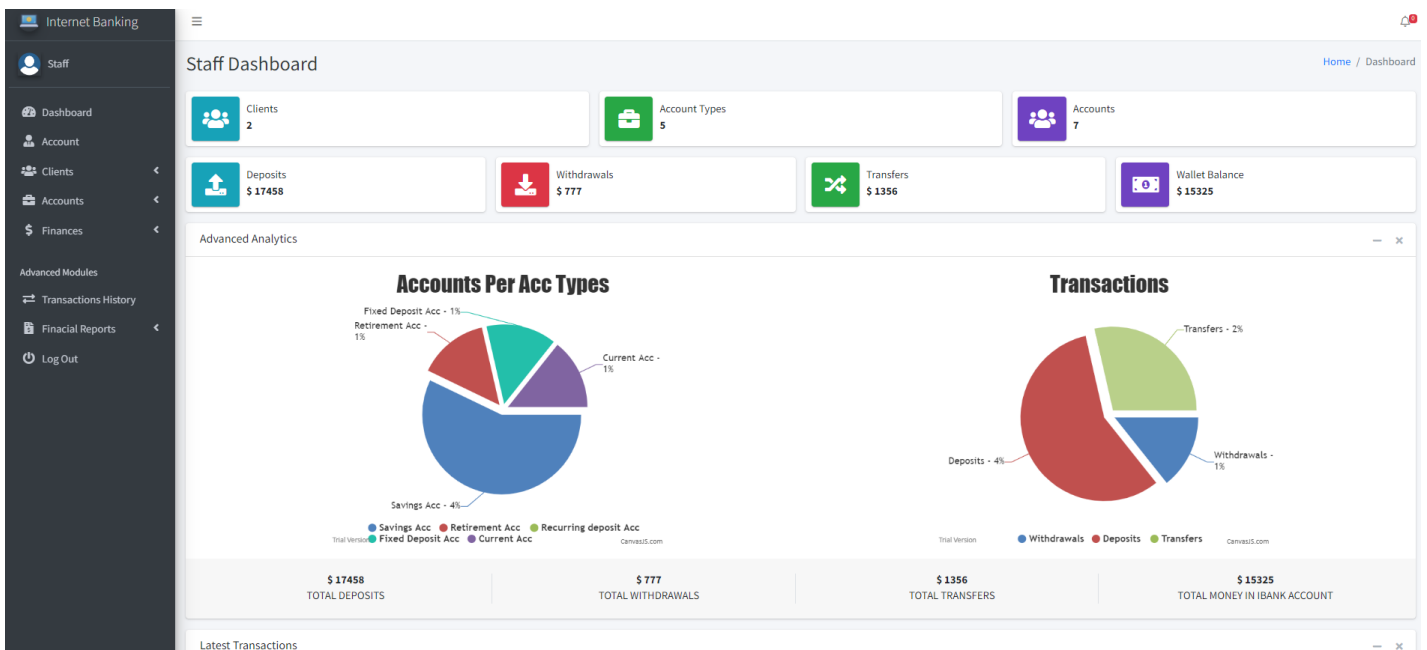 Internet Banking
Staff
Dashboard
Account
Clients
Accounts
Finances
Advanced Modules
Transactions History
Finacial Reports
Log Out
0
Staff Dashboard
Home / Dashboard
Clients
2
Account Types
5
Accounts
7
Deposits
$ 17458
Withdrawals
$ 777
Transfers
$ 1356
Wallet Balance
$ 15325
Advanced Analytics
Accounts Per Acc Types
Fixed Deposit Acc - 1%
Retirement Acc -
1%
Current Acc -
1%
Savings Acc - 4%
Savings Acc Retirement Acc Recurring deposit Acc
Fixed Deposit Acc Current Acc
Trial Version
CanvasJS.com
Transactions
Transfers - 2%
Deposits - 4%
Withdrawals -
1%
Trial Version
Withdrawals Deposits Transfers
CanvasJS.com
$ 17458
TOTAL DEPOSITS
$ 777
TOTAL WITHDRAWALS
$ 1356
TOTAL TRANSFERS
$ 15325
TOTAL MONEY IN IBANK ACCOUNT
Latest Transactions